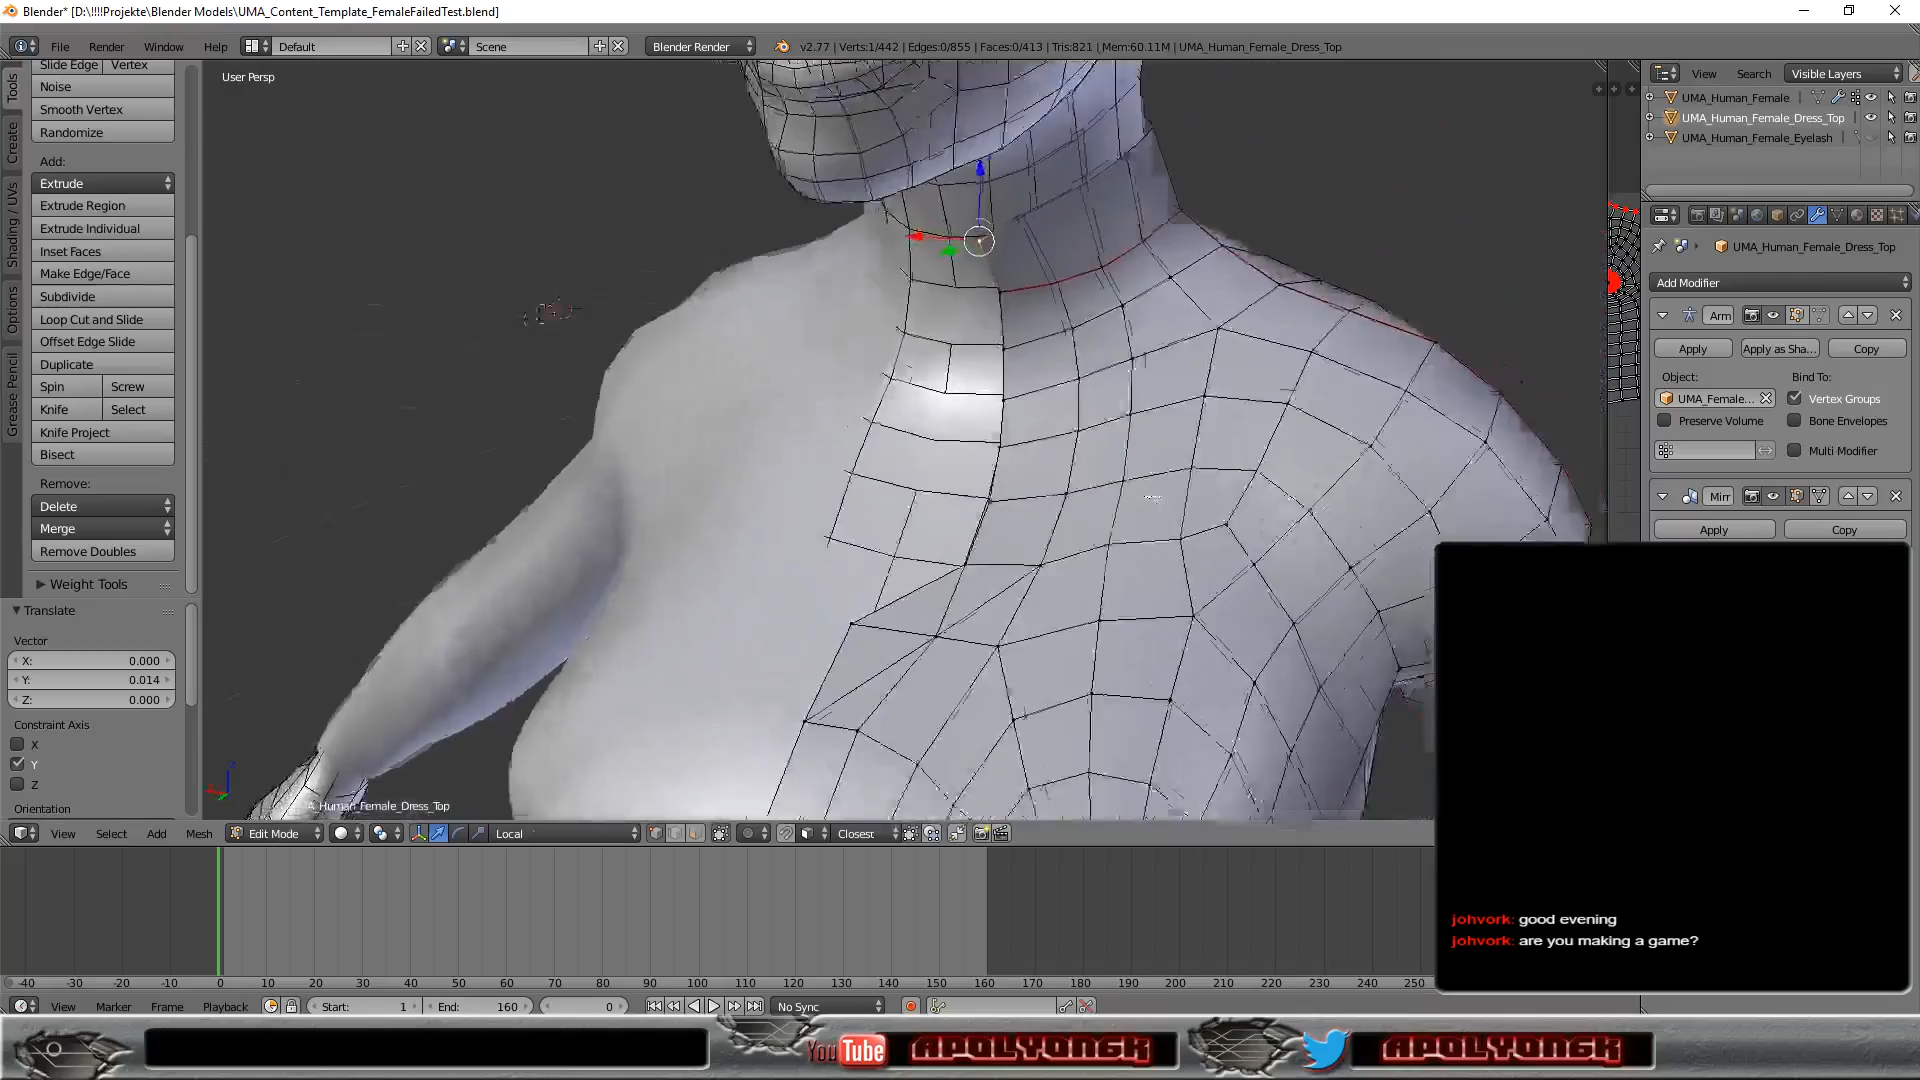 Blender* [D:\!!!!Projekte\Blender Models\UMA_Content_Template_FemaleFailedTest.blend]
File Render Window Help Default Scene Blender Render v2.77 | Verts:1/442 | Edges:0/855 | Faces:0/413 | Tris:821 | Mem:60.11M | UMA_Human_Female_Dress_Top
User Persp
Tools
Create
Shading / UVs
Options
Grease Pencil
Slide Edge Vertex
Noise
Smooth Vertex
Randomize
Add:
Extrude
Extrude Region
Extrude Individual
Inset Faces
Make Edge/Face
Subdivide
Loop Cut and Slide
Offset Edge Slide
Duplicate
Spin Screw
Knife Select
Knife Project
Bisect
Remove:
Delete
Merge
Remove Doubles
Weight Tools
Translate
Vector
X: 0.000
Y: 0.014
Z: 0.000
Constraint Axis
X
Y
Z
Orientation
Human_Female_Dress_Top
View Select Add Mesh Edit Mode Local Closest
-40 -30 -20 -10 0 10 20 30 40 50 60 70 80 90 100 110 120 130 140 150 160 170 180 190 200 210 220 230 240 250
View Marker Frame Playback Start: 1 End: 160 0 No Sync
View Search Visible Layers
UMA_Human_Female
UMA_Human_Female_Dress_Top
UMA_Human_Female_Eyelash
UMA_Human_Female_Dress_Top
Add Modifier
Arm
Apply Apply as Sha... Copy
Object: Bind To:
UMA_Female... Vertex Groups
Preserve Volume Bone Envelopes
Multi Modifier
Mirr
Apply Copy
johvork: good evening
johvork: are you making a game?
YouTube APOLYON6K APOLYON6K